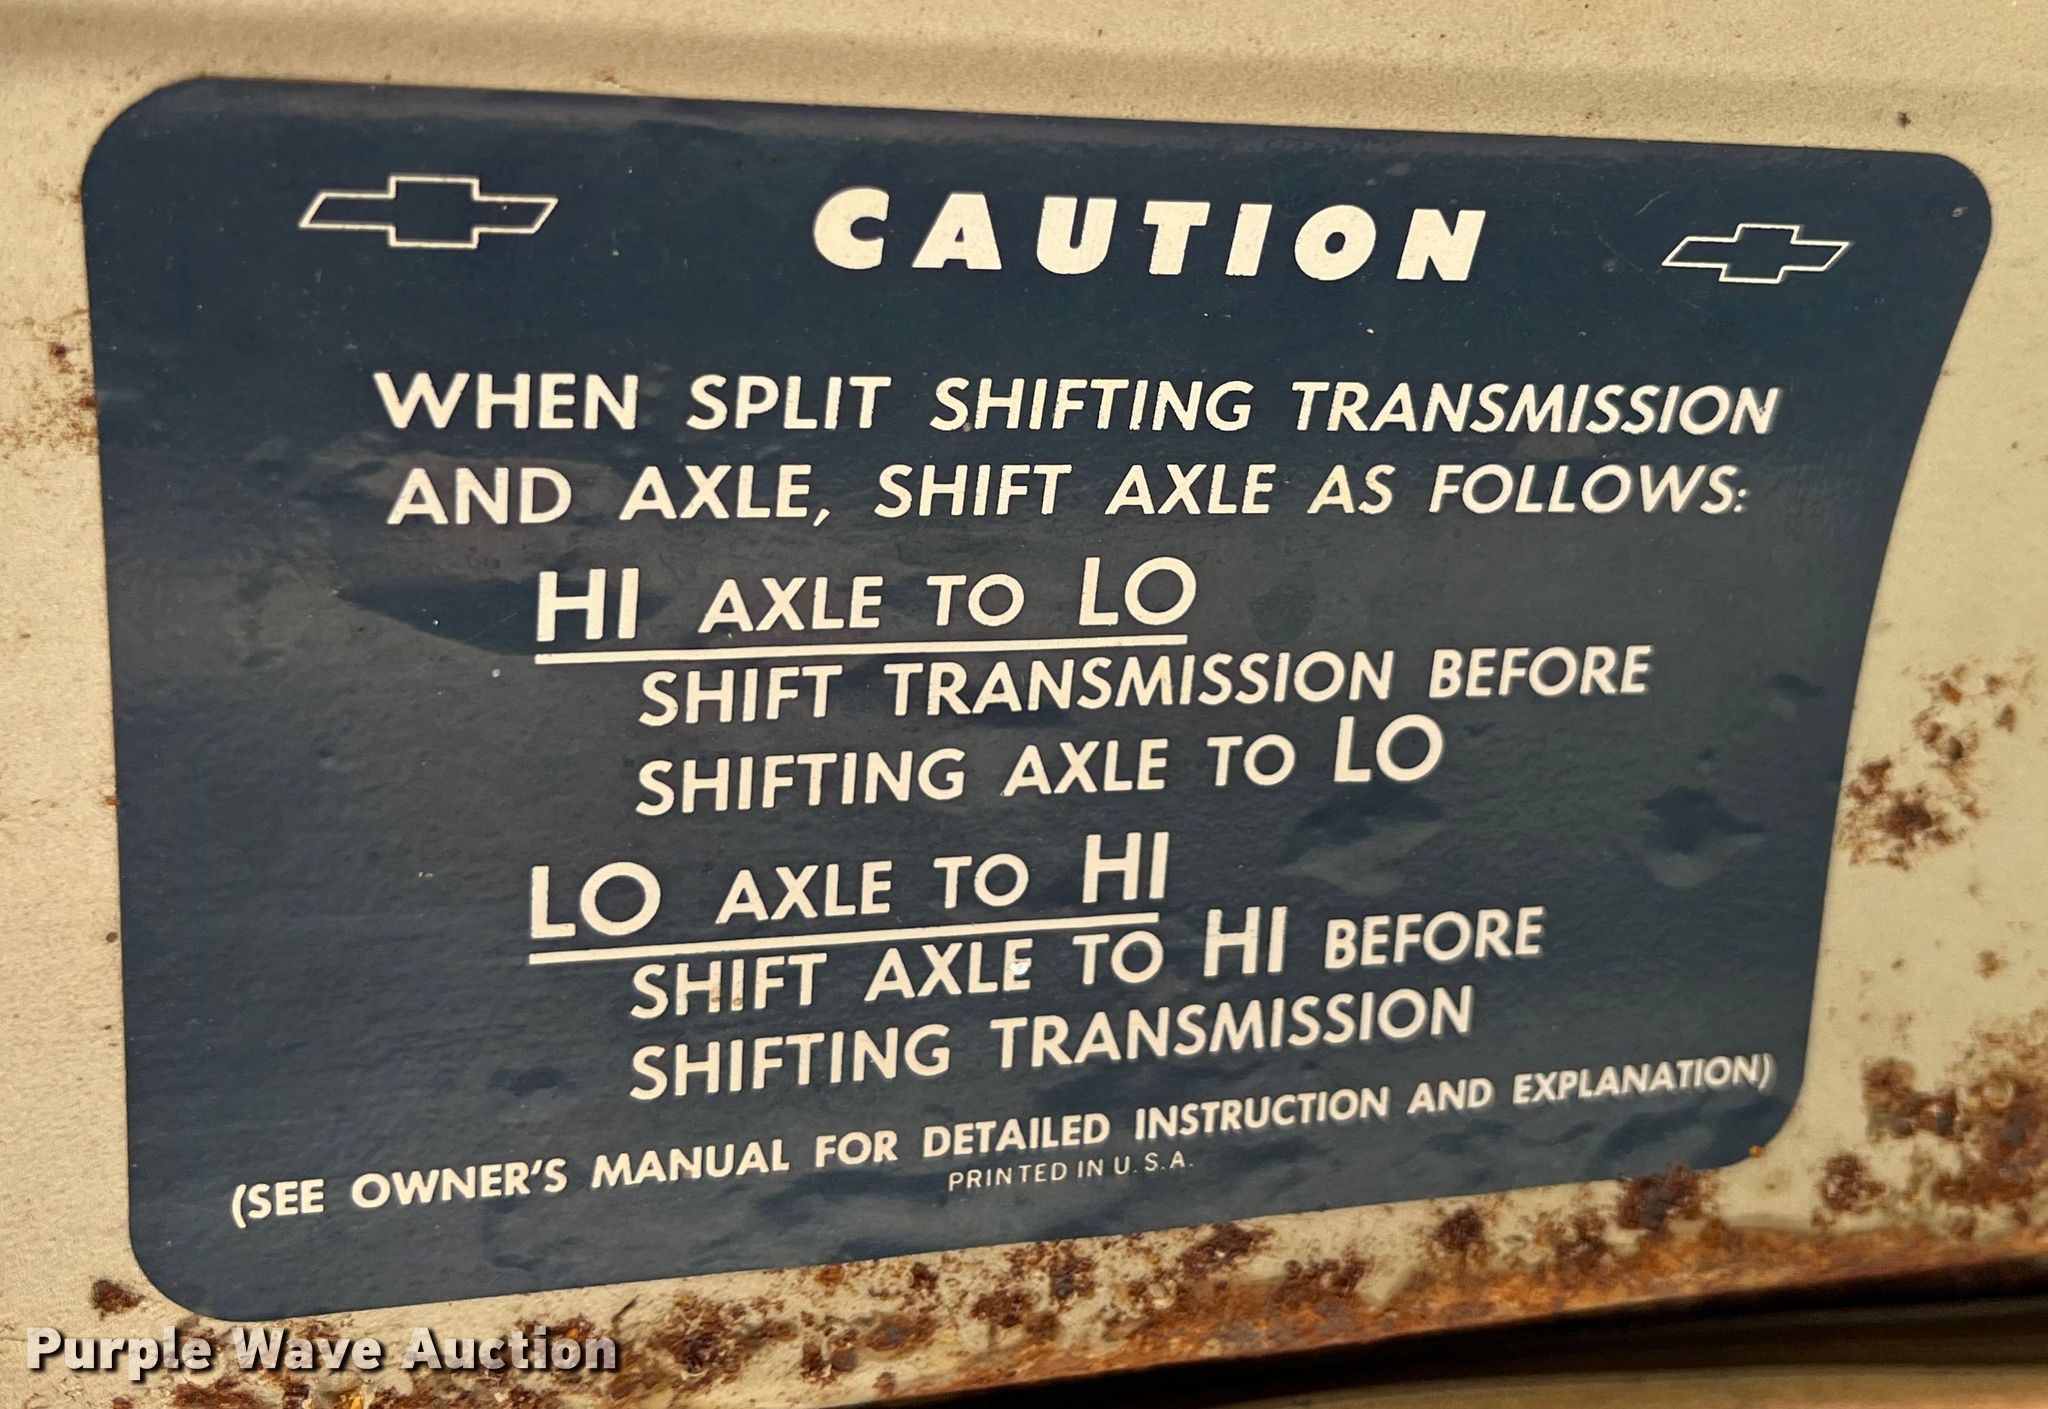 CAUTION
WHEN SPLIT SHIFTING TRANSMISSION
AND AXLE, SHIFT AXLE AS FOLLOWS:
HI AXLE TO LO
SHIFT TRANSMISSION BEFORE
SHIFTING AXLE TO LO
LO AXLE TO HI
SHIFT AXLE TO HI BEFORE
SHIFTING TRANSMISSION
(SEE OWNER'S MANUAL FOR DETAILED INSTRUCTION AND EXPLANATION)
PRINTED IN U.S.A.
Purple Wave Auction